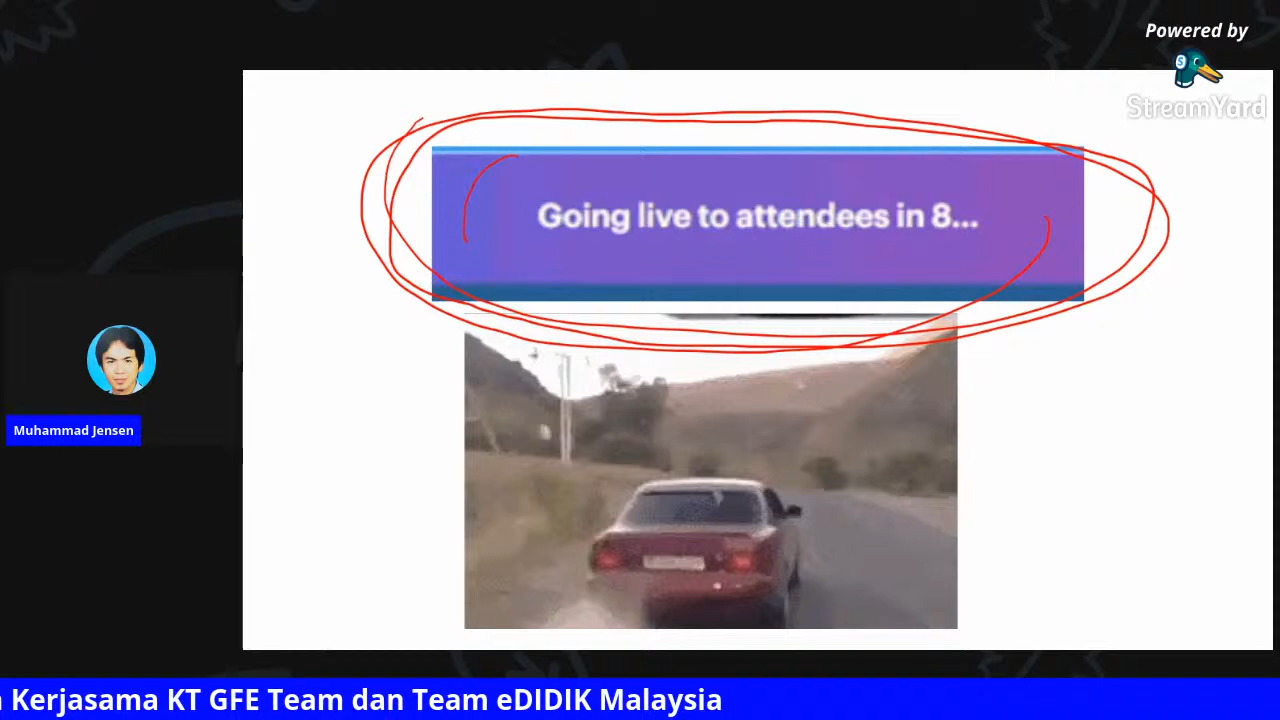 Powered by
StreamYard
Going live to attendees in 8...
Muhammad Jensen
Kerjasama KT GFE Team dan Team eDIDIK Malaysia